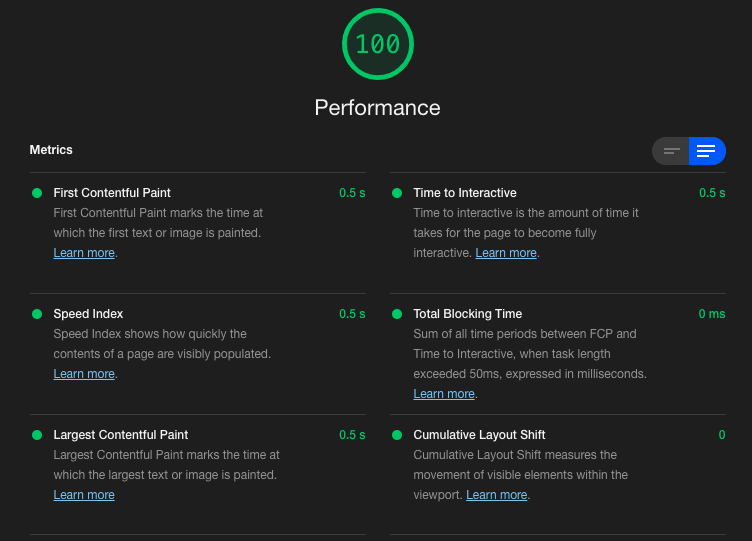 100
Performance
Metrics
First Contentful Paint 0.5 s
First Contentful Paint marks the time at
which the first text or image is painted.
Learn more.
Time to Interactive 0.5 s
Time to interactive is the amount of time it
takes for the page to become fully
interactive. Learn more.
Speed Index 0.5 s
Speed Index shows how quickly the
contents of a page are visibly populated.
Learn more.
Total Blocking Time 0 ms
Sum of all time periods between FCP and
Time to Interactive, when task length
exceeded 50ms, expressed in milliseconds.
Learn more.
Largest Contentful Paint 0.5 s
Largest Contentful Paint marks the time at
which the largest text or image is painted.
Learn more
Cumulative Layout Shift 0
Cumulative Layout Shift measures the
movement of visible elements within the
viewport. Learn more.